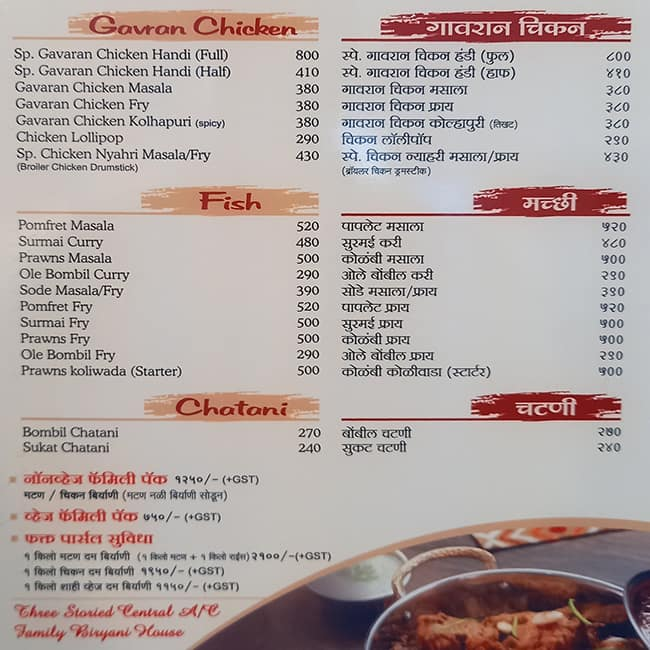 Gavran Chicken
Sp. Gavaran Chicken Handi (Full) 800
Sp. Gavaran Chicken Handi (Half) 410
Gavaran Chicken Masala 380
Gavaran Chicken Fry 380
Gavaran Chicken Kolhapuri (spicy) 380
Chicken Lollipop 290
Sp. Chicken Nyahri Masala/Fry 430
(Broiler Chicken Drumstick)
गावरान चिकन
स्पे. गावरान चिकन हंडी (फुल) ८००
स्पे. गावरान चिकन हंडी (हाफ) ४१०
गावरान चिकन मसाला ३८०
गावरान चिकन फ्राय ३८०
गावरान चिकन कोल्हापुरी (तिखट) ३८०
चिकन लॉलीपॉप २९०
स्पे. चिकन न्याहरी मसाला/फ्राय ४३०
(ब्रॉयलर चिकन ड्रमस्टीक)
Fish
Pomfret Masala 520
Surmai Curry 480
Prawns Masala 500
Ole Bombil Curry 290
Sode Masala/Fry 390
Pomfret Fry 520
Surmai Fry 500
Prawns Fry 500
Ole Bombil Fry 290
Prawns koliwada (Starter) 500
मच्छी
पापलेट मसाला ५२०
सुरमई करी ४८०
कोळंबी मसाला ५००
ओले बोंबील करी २९०
सोडे मसाला/फ्राय ३९०
पापलेट फ्राय ५२०
सुरमई फ्राय ५००
कोळंबी फ्राय ५००
ओले बोंबील फ्राय २९०
कोळंबी कोळीवाडा (स्टार्टर) ५००
Chatani
Bombil Chatani 270
Sukat Chatani 240
चटणी
बोंबील चटणी २७०
सुकट चटणी २४०
नॉनव्हेज फॅमिली पॅक १२५०/- (+GST)
मटण / चिकन बिर्याणी (मटण नळी बिर्याणी सोडून)
व्हेज फॅमिली पॅक ७५०/- (+GST)
फक्त पार्सल सुविधा
१ किलो मटण दम बिर्याणी (१ किलो मटण + १ किलो राईस) २१००/-(+GST)
१ किलो चिकन दम बिर्याणी १९५०/- (+GST)
१ किलो शाही व्हेज दम बिर्याणी ११५०/- (+GST)
Three Storied Central A/C
Family Biryani House